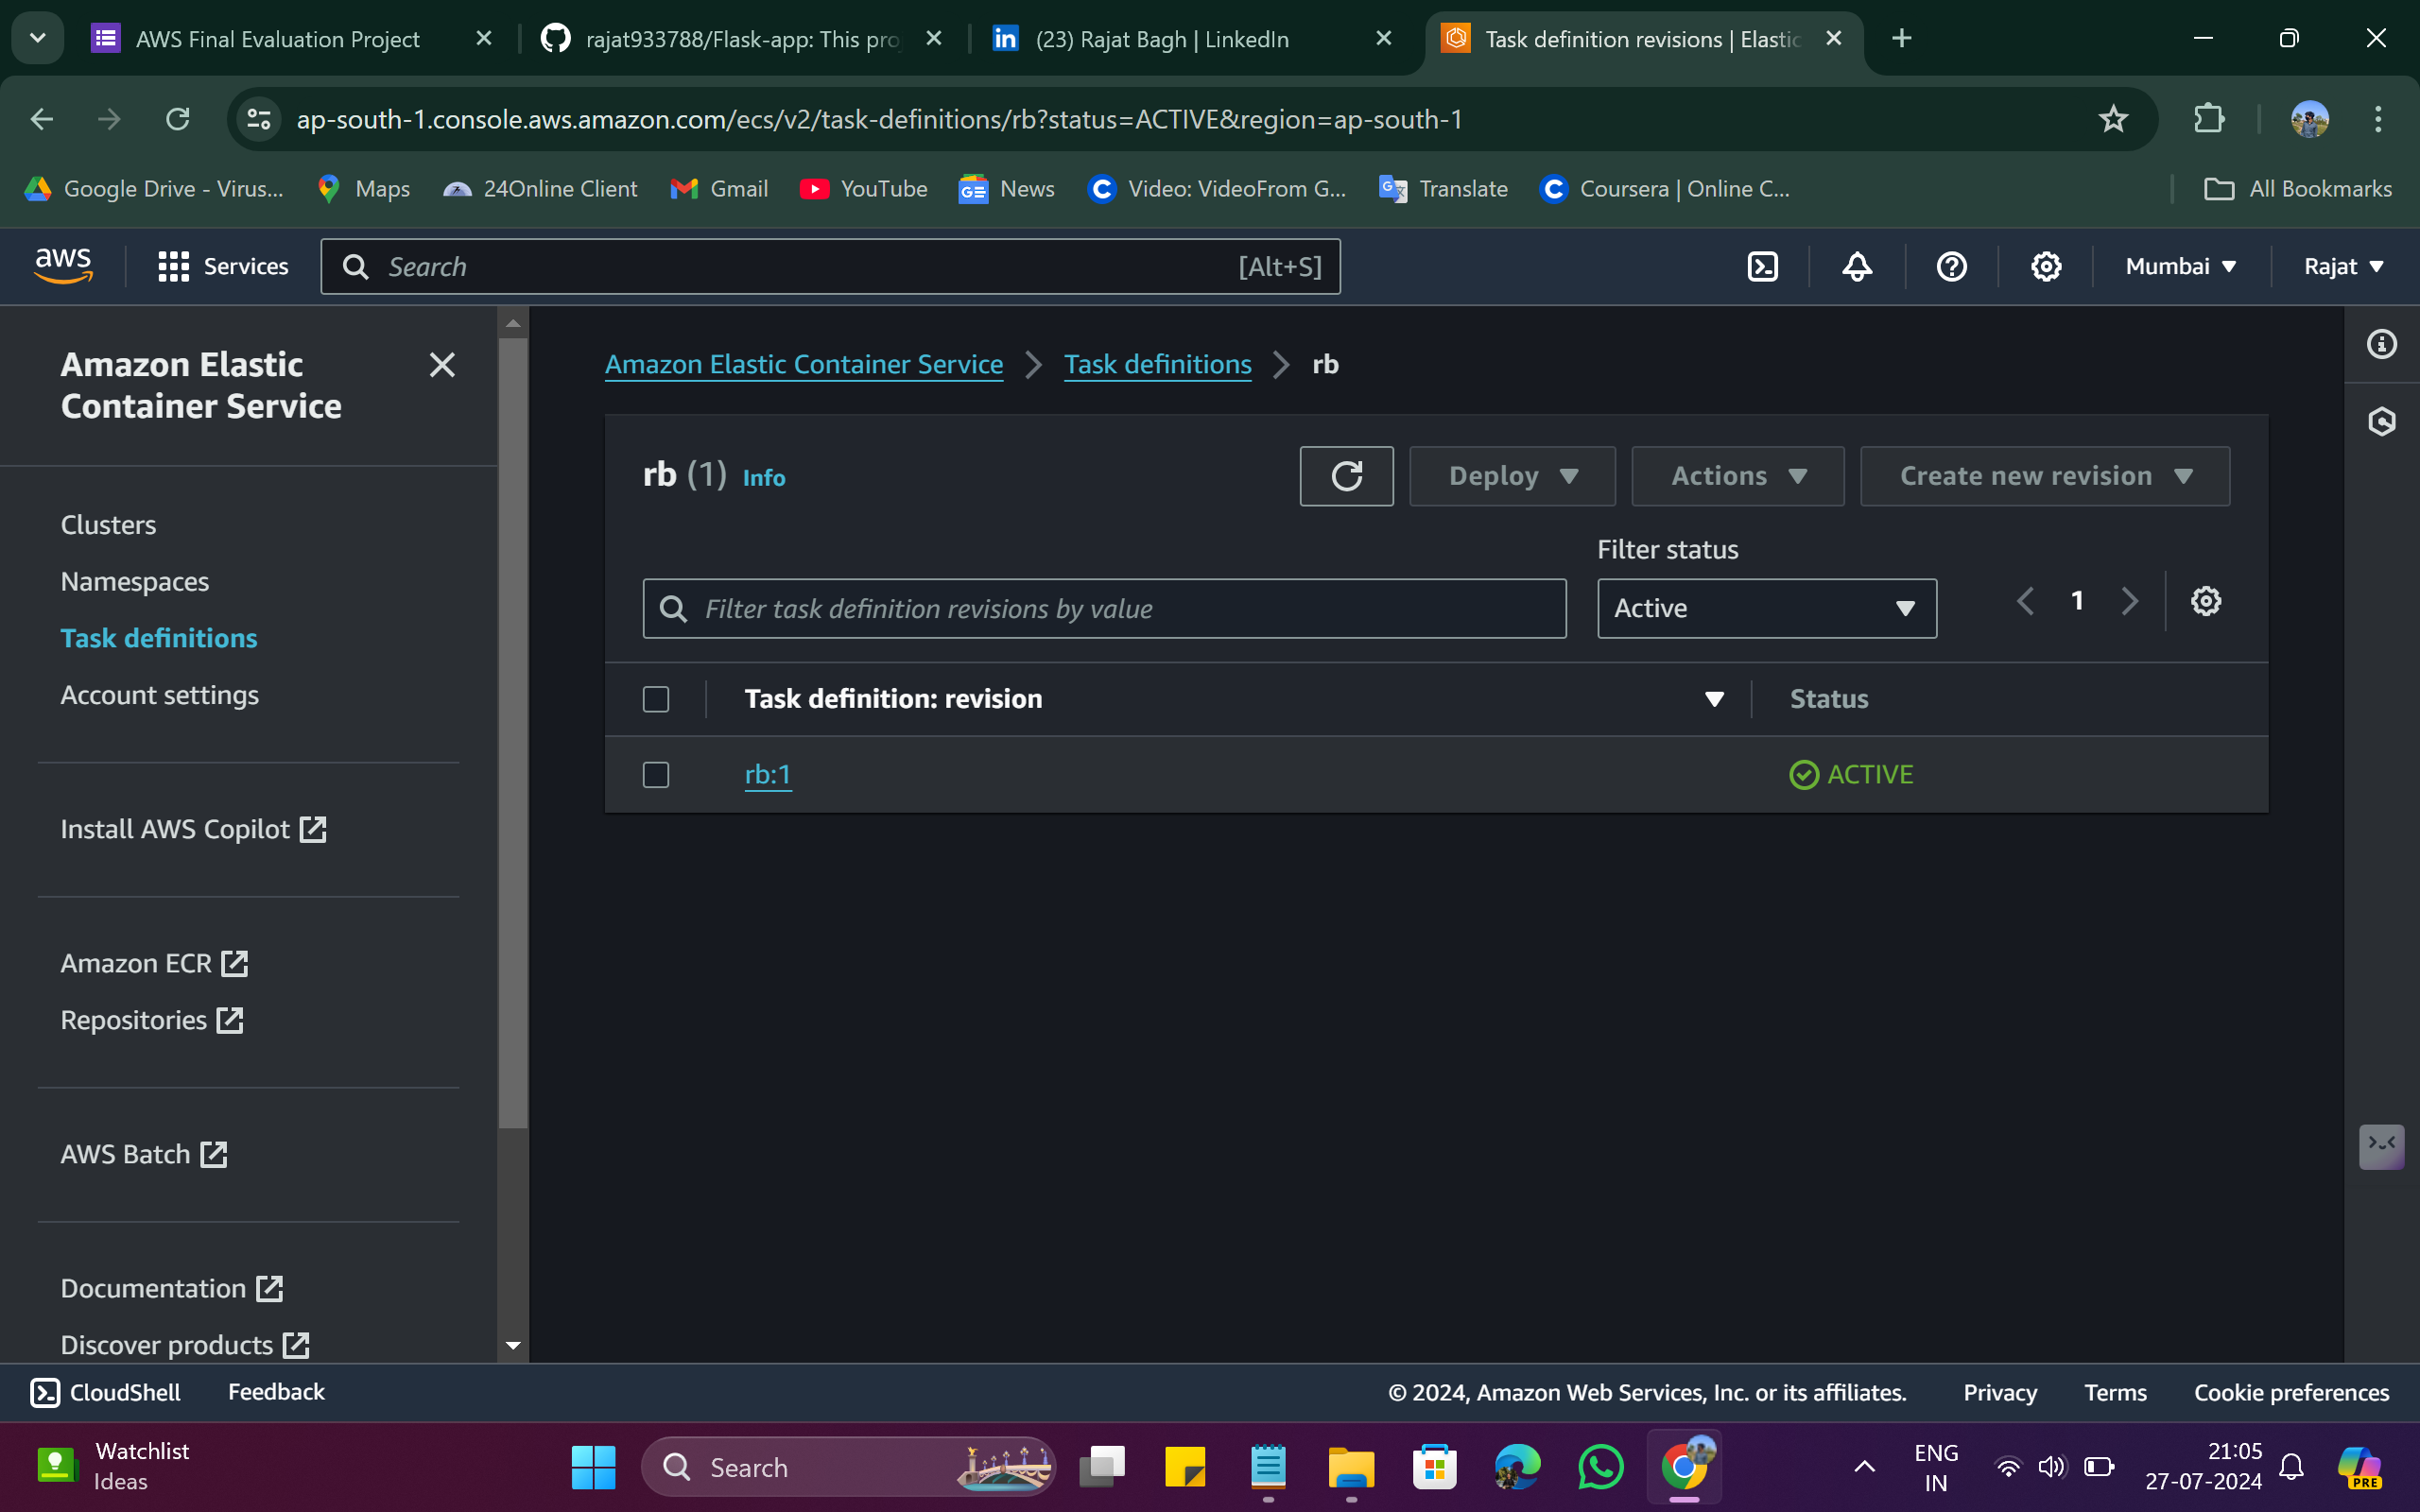 AWS Final Evaluation Project
rajat933788/Flask-app: This pro
(23) Rajat Bagh | LinkedIn
Task definition revisions | Elastic
ap-south-1.console.aws.amazon.com/ecs/v2/task-definitions/rb?status=ACTIVE&region=ap-south-1
Google Drive - Virus...
Maps
24Online Client
Gmail
YouTube
News
Video: VideoFrom G...
Translate
Coursera | Online C...
All Bookmarks
aws
Services
Search
[Alt+S]
Mumbai
Rajat
Amazon Elastic
Container Service
Clusters
Namespaces
Task definitions
Account settings
Install AWS Copilot
Amazon ECR
Repositories
AWS Batch
Documentation
Discover products
Amazon Elastic Container Service
Task definitions
rb
rb (1) Info
Deploy
Actions
Create new revision
Filter status
Filter task definition revisions by value
Active
1
Task definition: revision
Status
rb:1
ACTIVE
CloudShell
Feedback
© 2024, Amazon Web Services, Inc. or its affiliates.
Privacy
Terms
Cookie preferences
Watchlist
Ideas
Search
ENG
IN
21:05
27-07-2024
PRE